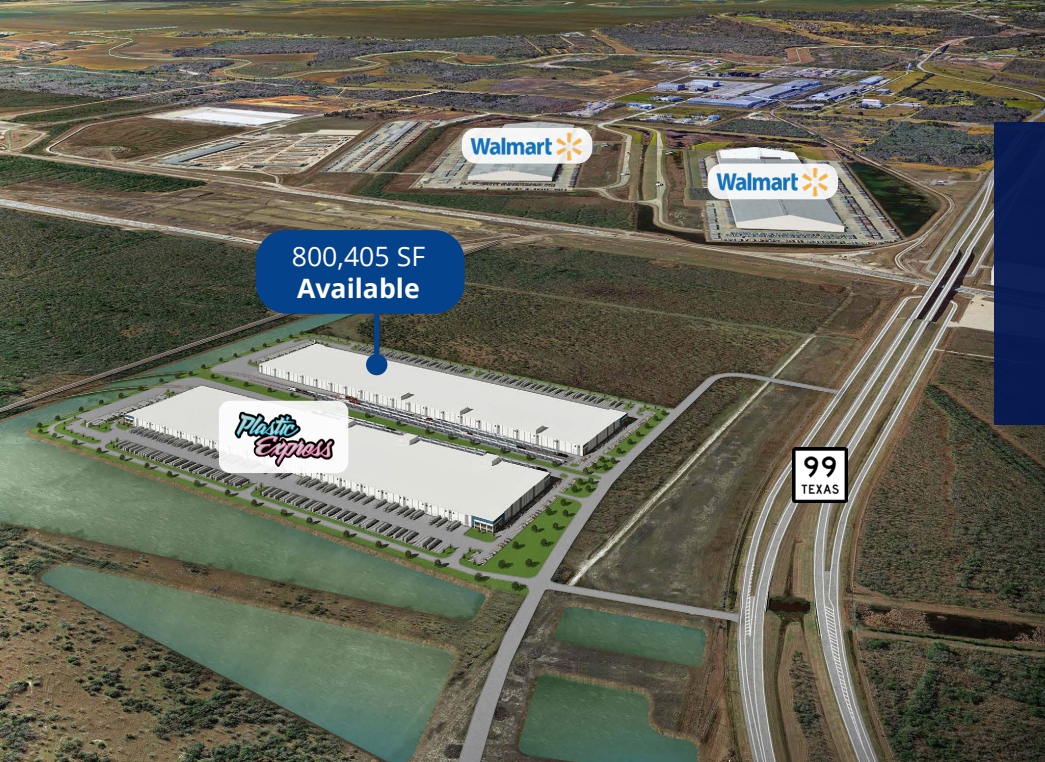 Walmart
Walmart
800,405 SF
Available
Plastic
Express
99
TEXAS